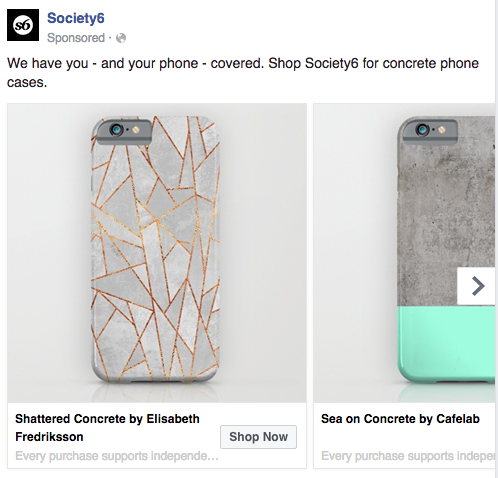 s6
Society6
Sponsored ·
We have you - and your phone - covered. Shop Society6 for concrete phone
cases.
Shattered Concrete by Elisabeth
Fredriksson
Shop Now
Every purchase supports independe...
Sea on Concrete by Cafelab
Every purchase supports indepe